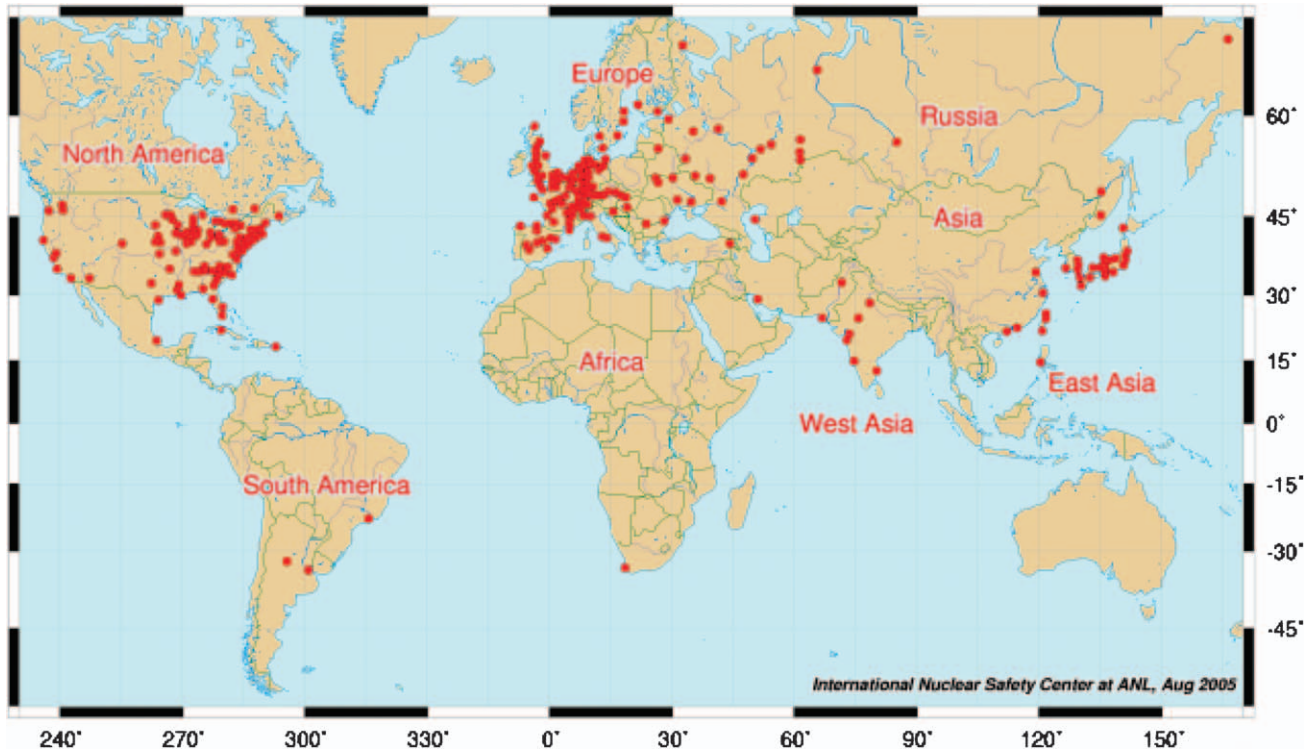 Europe
Russia
60°
North America
Asia
45°
30°
Africa
15°
East Asia
West Asia
0°
South America
-15°
-30°
-45°
International Nuclear Safety Center at ANL, Aug 2005
240° 270° 300° 330° 0° 30° 60° 90° 120° 150°